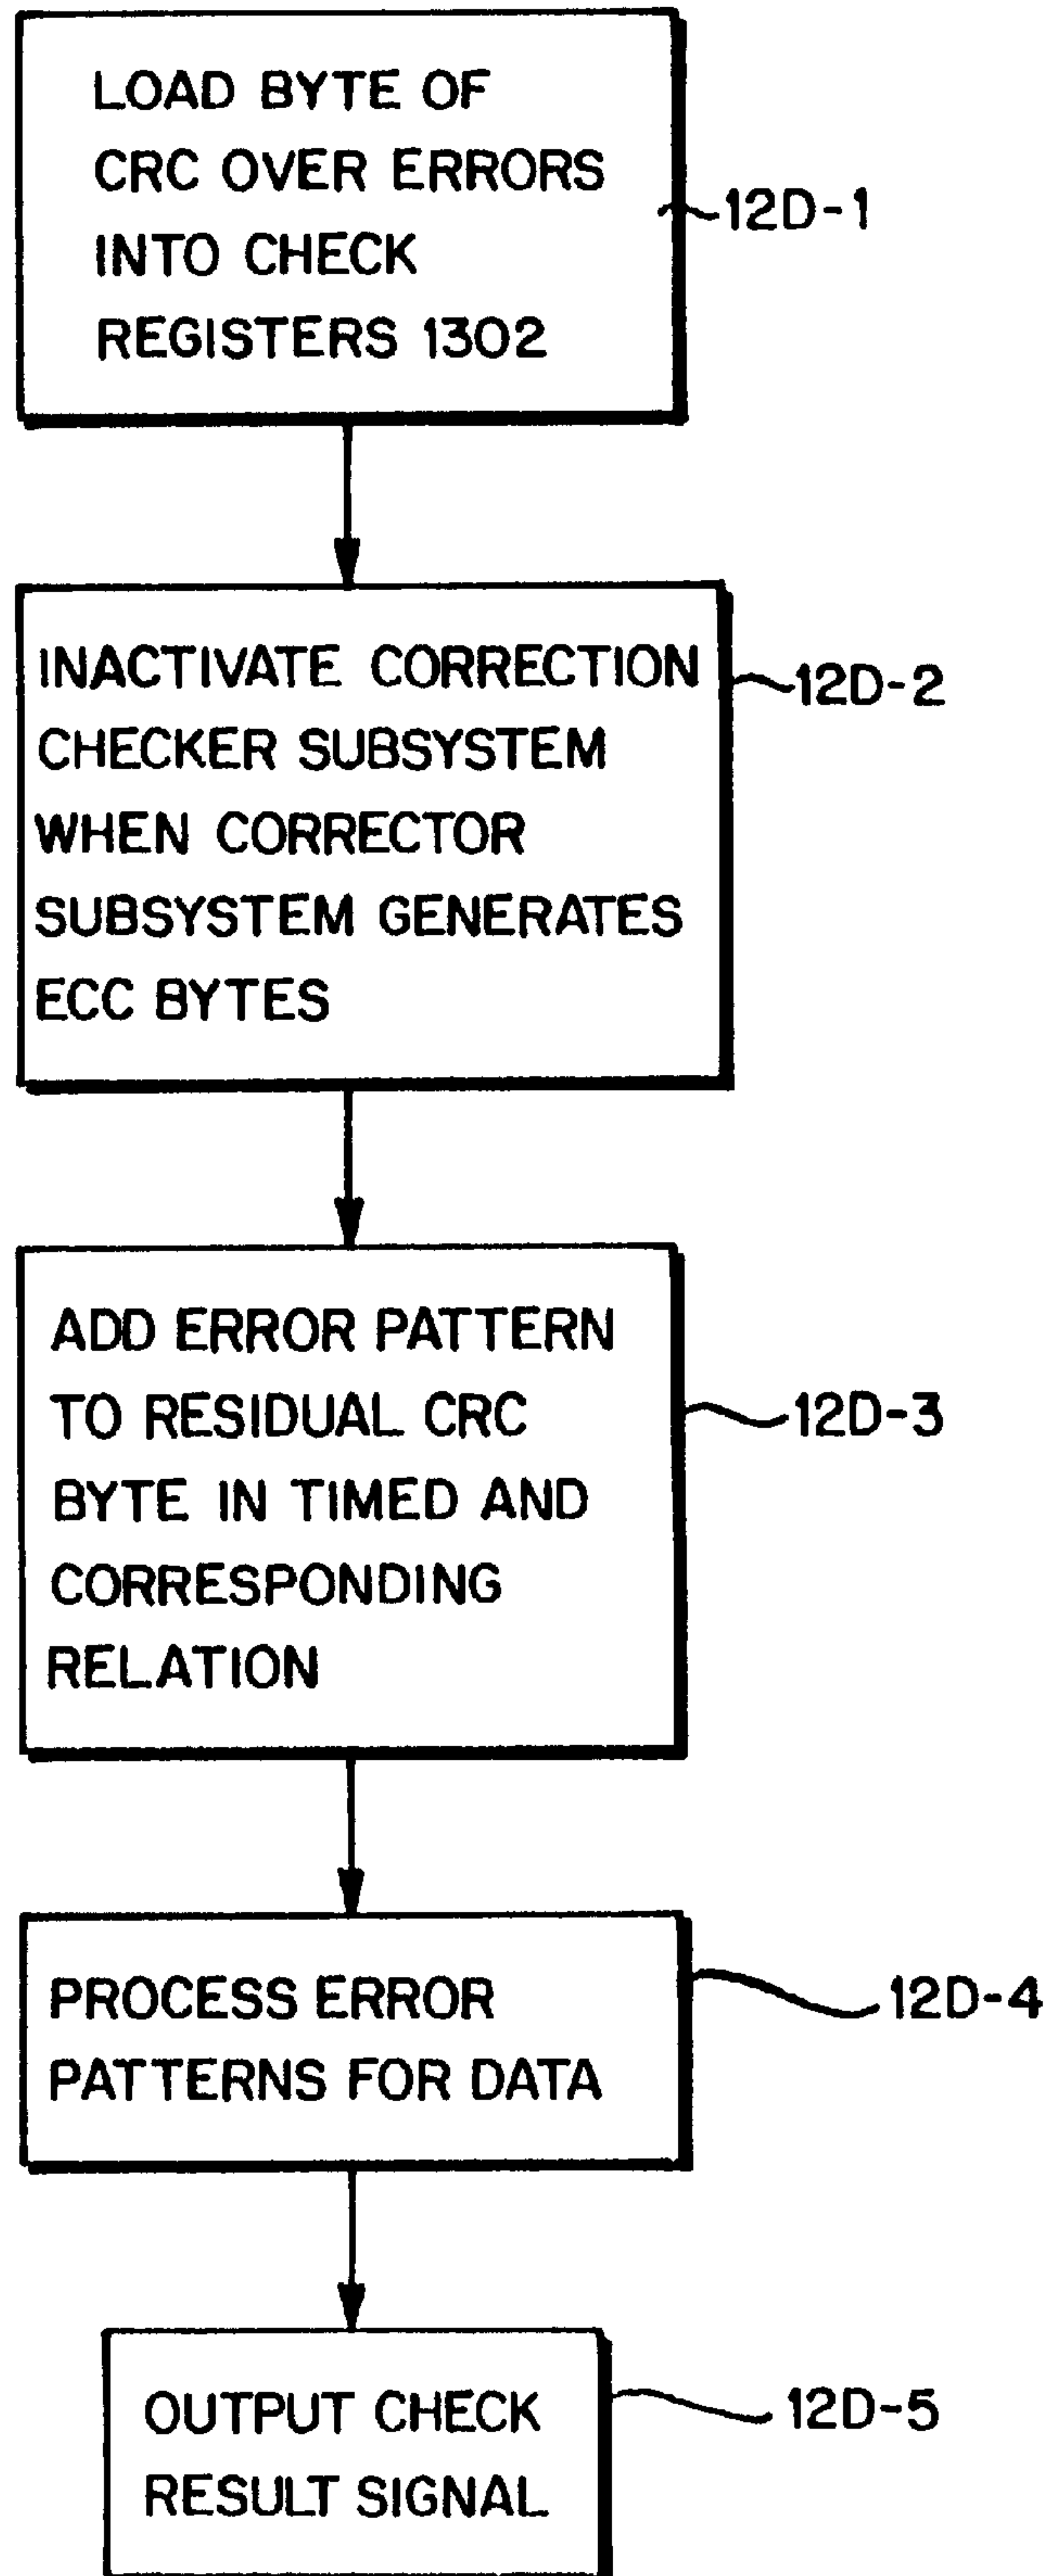 LOAD BYTE OF
CRC OVER ERRORS
INTO CHECK
REGISTERS 1302
12D-1
INACTIVATE CORRECTION
CHECKER SUBSYSTEM
WHEN CORRECTOR
SUBSYSTEM GENERATES
ECC BYTES
12D-2
ADD ERROR PATTERN
TO RESIDUAL CRC
BYTE IN TIMED AND
CORRESPONDING
RELATION
12D-3
PROCESS ERROR
PATTERNS FOR DATA
12D-4
OUTPUT CHECK
RESULT SIGNAL
12D-5